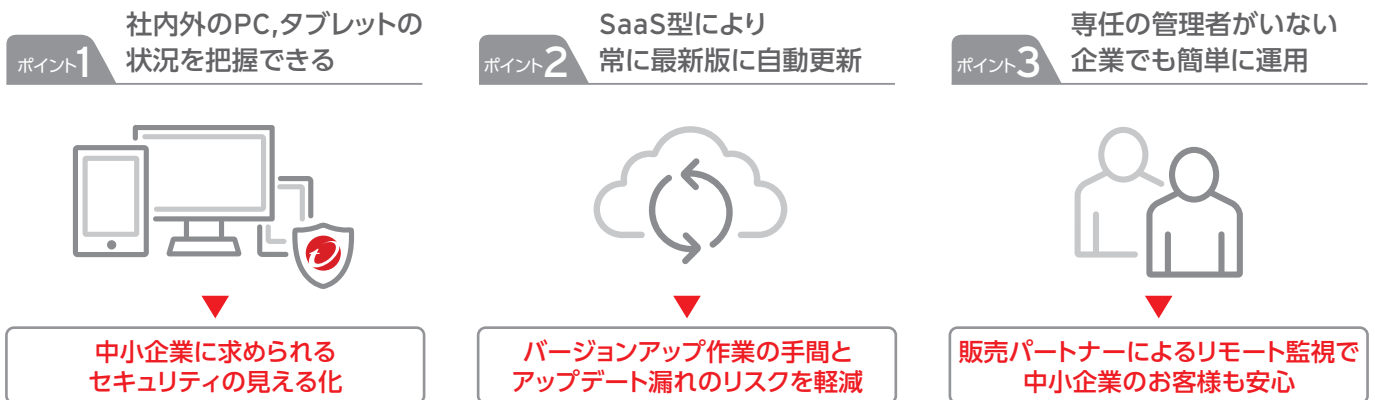 ポイント1
社内外のPC,タブレットの
状況を把握できる
ポイント2
SaaS型により
常に最新版に自動更新
ポイント3
専任の管理者がいない
企業でも簡単に運用
中小企業に求められる
セキュリティの見える化
バージョンアップ作業の手間と
アップデート漏れのリスクを軽減
販売パートナーによるリモート監視で
中小企業のお客様も安心